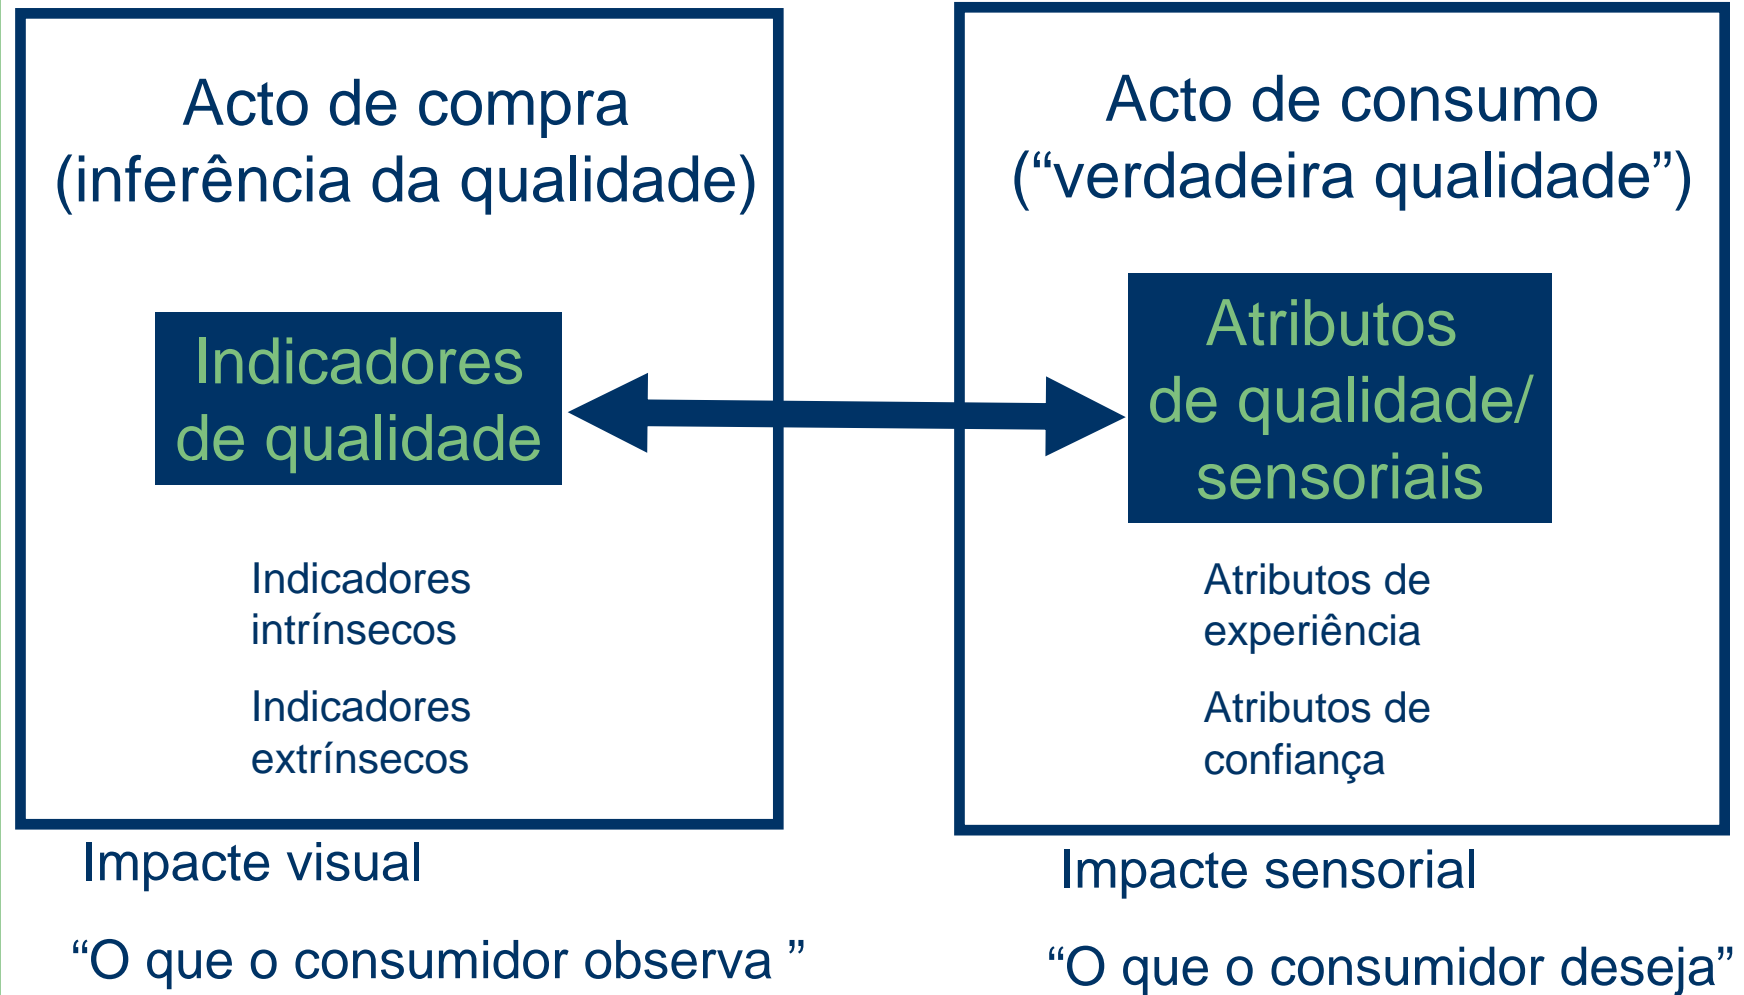 Acto de compra
(inferência da qualidade)
Indicadores
de qualidade
Indicadores
intrínsecos
Indicadores
extrínsecos
Impacte visual
“O que o consumidor observa ”
Acto de consumo
(“verdadeira qualidade”)
Atributos
de qualidade/
sensoriais
Atributos de
experiência
Atributos de
confiança
Impacte sensorial
“O que o consumidor deseja”